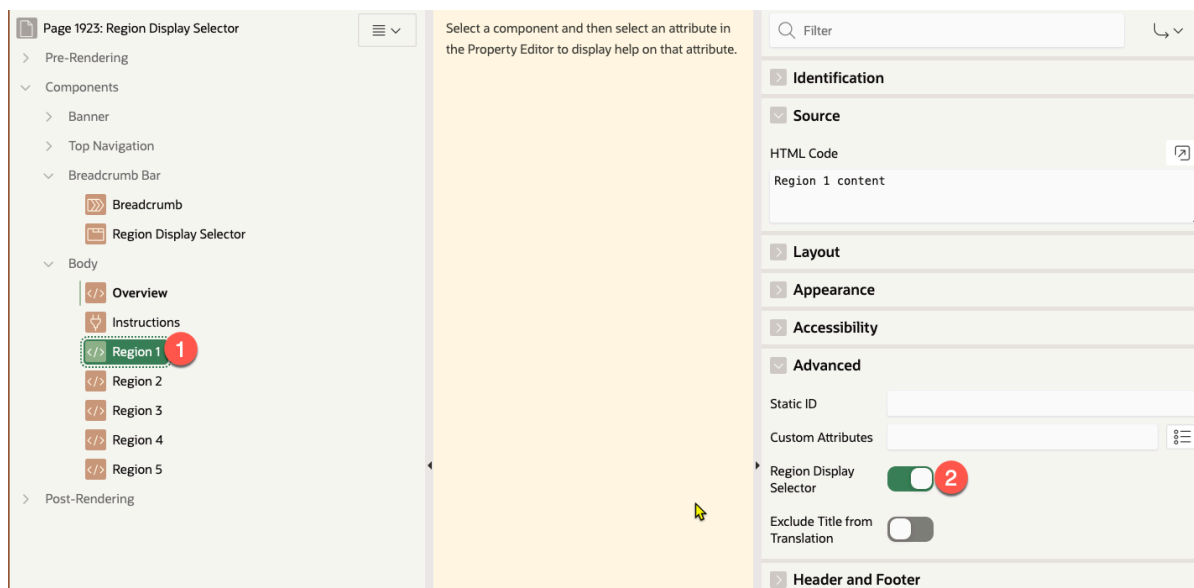 Page 1923: Region Display Selector
Pre-Rendering
Components
Banner
Top Navigation
Breadcrumb Bar
Breadcrumb
Region Display Selector
Body
Overview
Instructions
Region 1
1
Region 2
Region 3
Region 4
Region 5
Post-Rendering
Select a component and then select an attribute in
the Property Editor to display help on that attribute.
Filter
Identification
Source
HTML Code
Region 1 content
Layout
Appearance
Accessibility
Advanced
Static ID
Custom Attributes
Region Display
Selector
2
Exclude Title from
Translation
Header and Footer